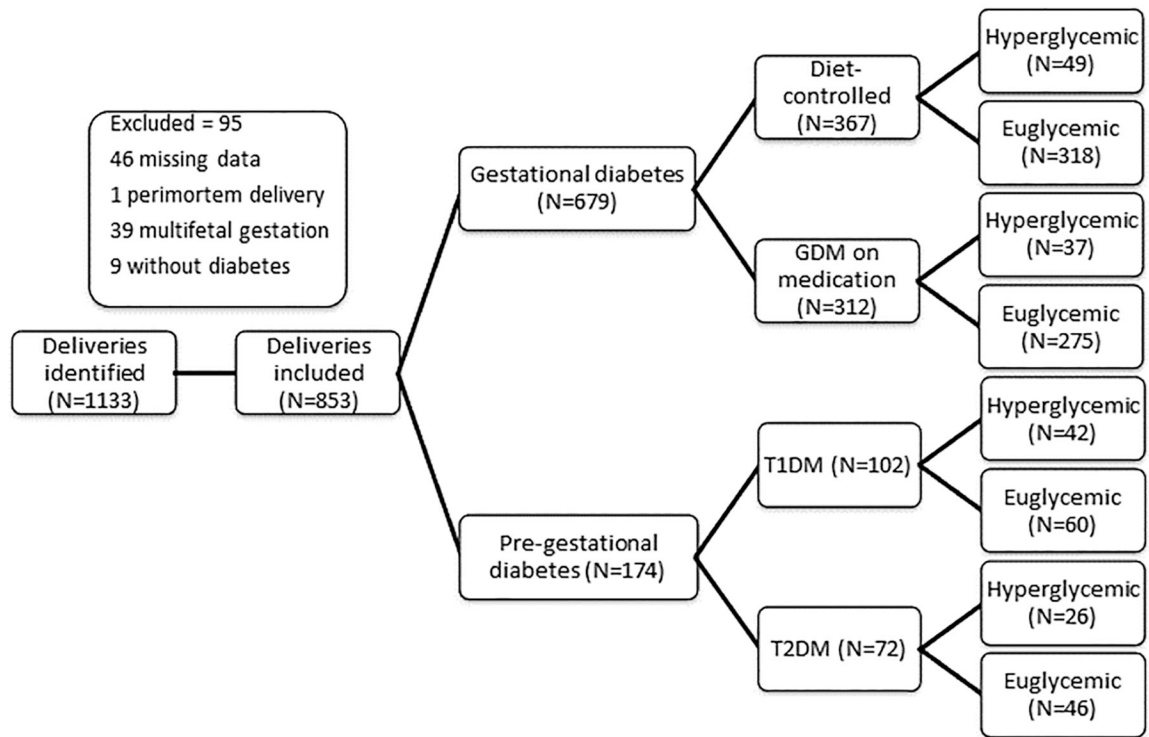 Excluded = 95
46 missing data
1 perimortem delivery
39 multifetal gestation
9 without diabetes
Deliveries
identified
(N=1133)
Deliveries
included
(N=853)
Gestational diabetes
(N=679)
Pre-gestational
diabetes (N=174)
Diet-
controlled
(N=367)
GDM on
medication
(N=312)
T1DM (N=102)
T2DM (N=72)
Hyperglycemic
(N=49)
Euglycemic
(N=318)
Hyperglycemic
(N=37)
Euglycemic
(N=275)
Hyperglycemic
(N=42)
Euglycemic
(N=60)
Hyperglycemic
(N=26)
Euglycemic
(N=46)